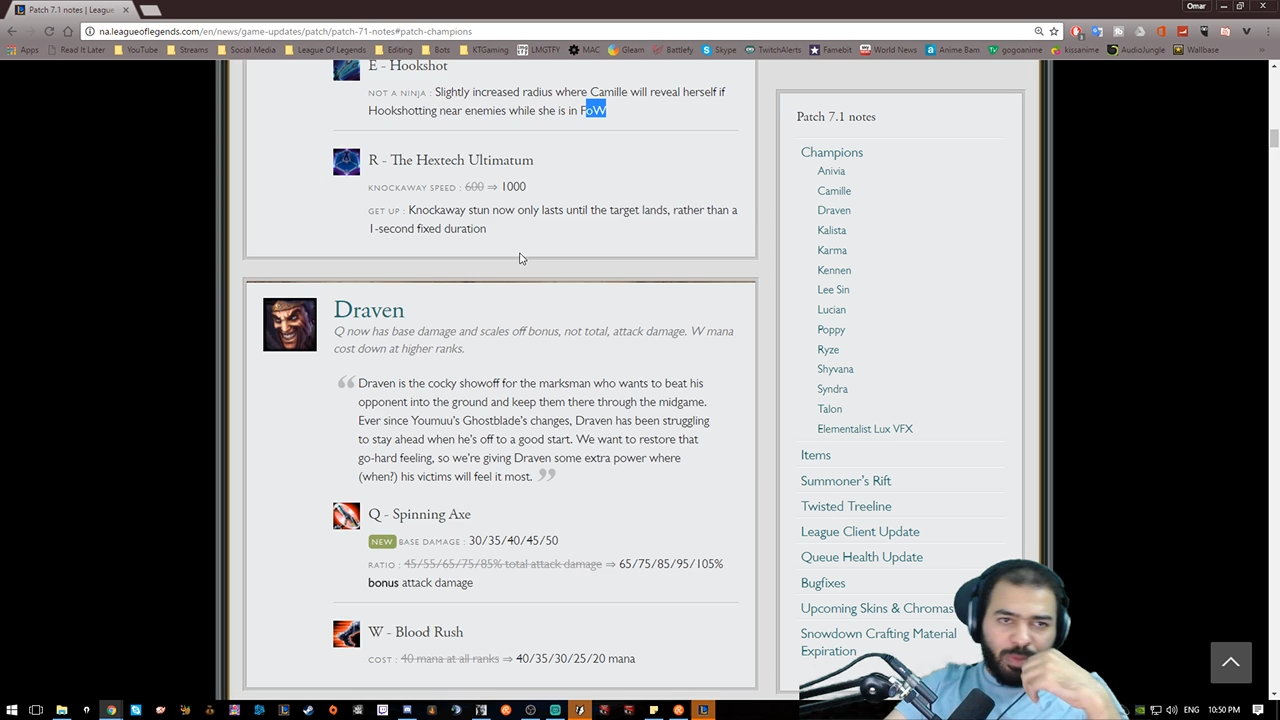 Patch 7.1 notes | League
Omar
na.leagueoflegends.com/en/news/game-updates/patch/patch-71-notes#patch-champions
Apps Read It Later YouTube Streams Social Media League Of Legends Editing Bots KTGaming LMGTFY MAC Gleam Battlefy Skype TwitchAlerts Famebit World News Anime Bam gogoanime kissanime AudioJungle Wallbase
E - Hookshot
NOT A NINJA : Slightly increased radius where Camille will reveal herself if
Hookshotting near enemies while she is in FoW
R - The Hextech Ultimatum
KNOCKAWAY SPEED : 600 ⇒ 1000
GET UP : Knockaway stun now only lasts until the target lands, rather than a
1-second fixed duration
Draven
Q now has base damage and scales off bonus, not total, attack damage. W mana
cost down at higher ranks.
Draven is the cocky showoff for the marksman who wants to beat his
opponent into the ground and keep them there through the midgame.
Ever since Youmuu's Ghostblade's changes, Draven has been struggling
to stay ahead when he's off to a good start. We want to restore that
go-hard feeling, so we're giving Draven some extra power where
(when?) his victims will feel it most.
Q - Spinning Axe
NEW BASE DAMAGE : 30/35/40/45/50
RATIO : 45/55/65/75/85% total attack damage ⇒ 65/75/85/95/105%
bonus attack damage
W - Blood Rush
COST : 40 mana at all ranks ⇒ 40/35/30/25/20 mana
Patch 7.1 notes
Champions
Anivia
Camille
Draven
Kalista
Karma
Kennen
Lee Sin
Lucian
Poppy
Ryze
Shyvana
Syndra
Talon
Elementalist Lux VFX
Items
Summoner's Rift
Twisted Treeline
League Client Update
Queue Health Update
Bugfixes
Upcoming Skins & Chromas
Snowdown Crafting Material
Expiration
10:50 PM